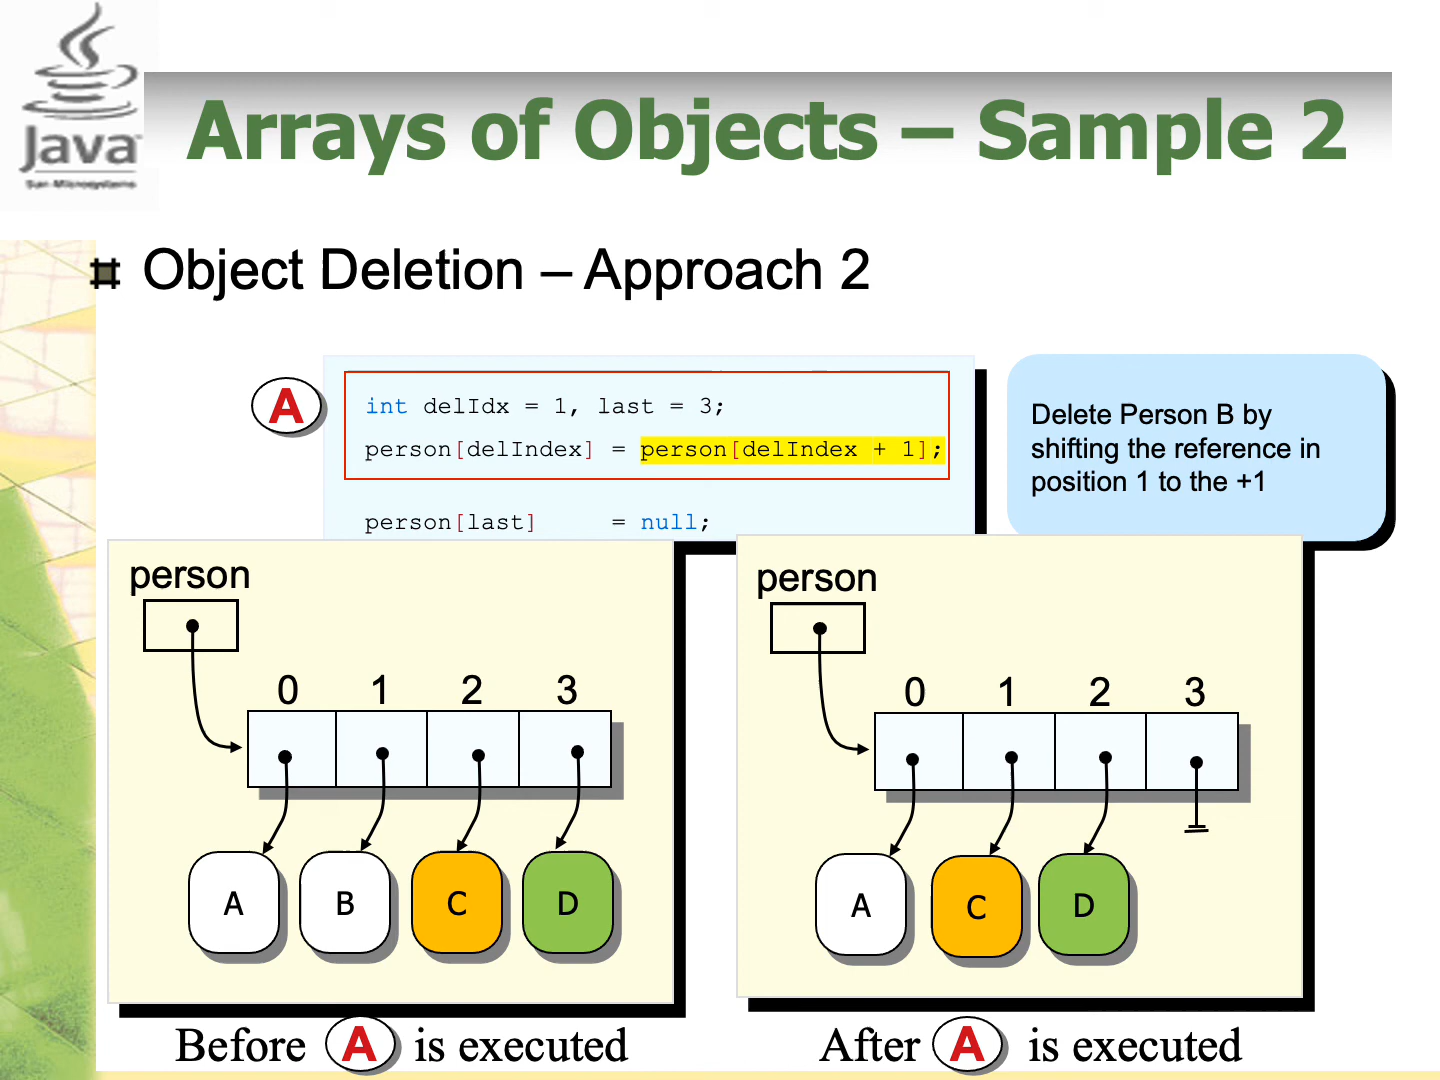 Java
Sun Microsystems
Arrays of Objects – Sample 2
Object Deletion – Approach 2
A
int delIdx = 1, last = 3;
person[delIndex] = person[delIndex + 1];
person[last] = null;
Delete Person B by
shifting the reference in
position 1 to the +1
person
0 1 2 3
A B C D
Before A is executed
person
0 1 2 3
A C D
After A is executed